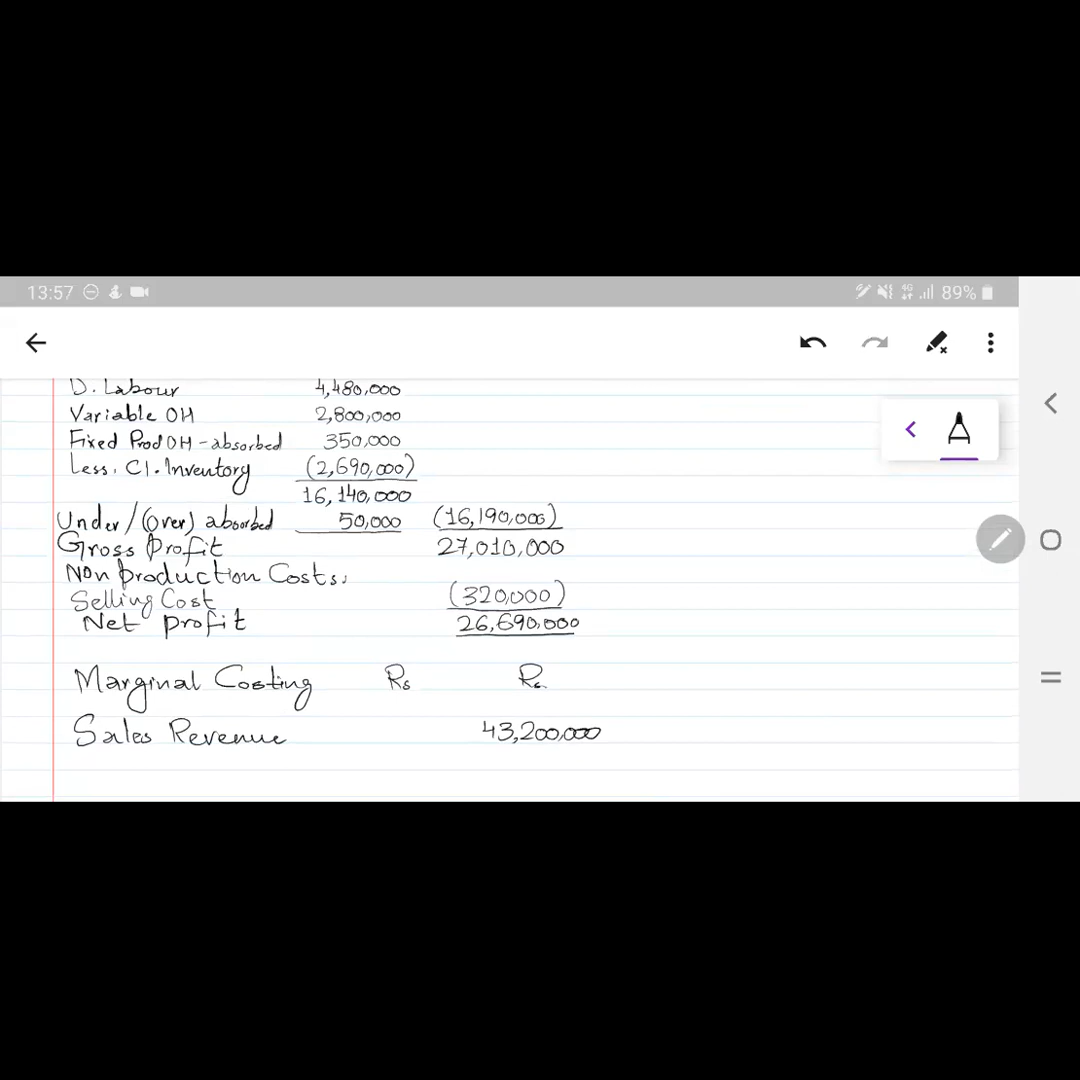 13:57 4G 89%
D. Labour 4,480,000
Variable OH 2,800,000
Fixed Prod OH - absorbed 350,000
Less. Cl. Inventory (2,690,000)
16,140,000
Under/(over) absorbed 50,000 (16,190,000)
Gross profit 27,010,000
Non production Costs:
Selling Cost (320,000)
Net profit 26,690,000
Marginal Costing Rs Rs
Sales Revenue 43,200,000